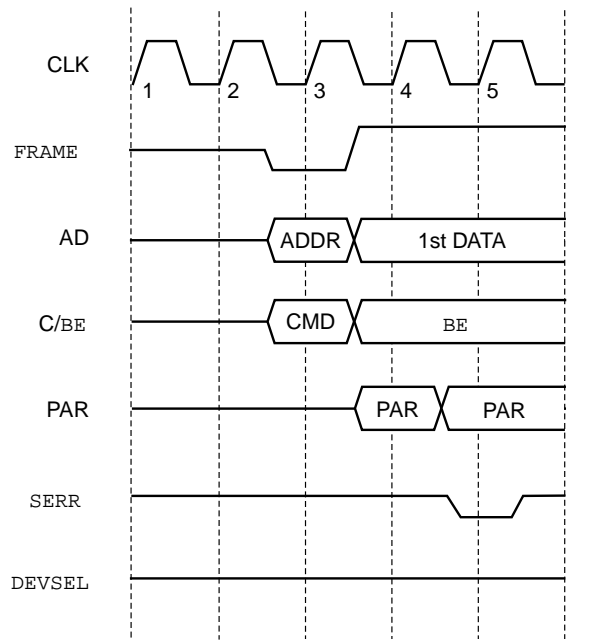 CLK
1 2 3 4 5
FRAME
AD ADDR 1st DATA
C/BE CMD BE
PAR PAR PAR
SERR
DEVSEL